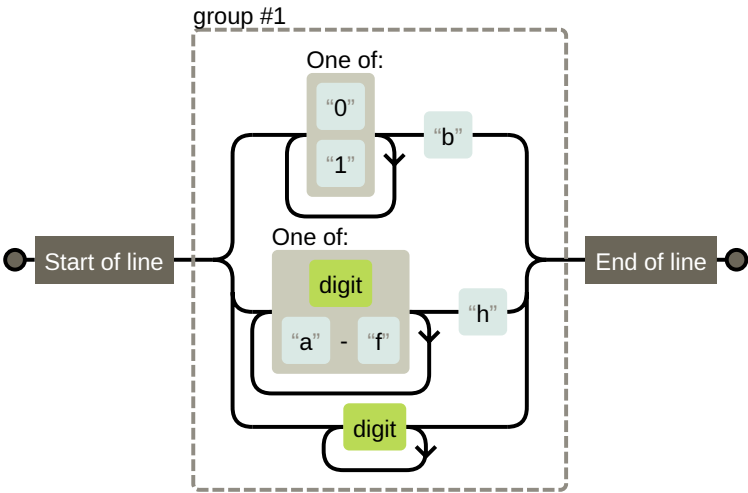 group #1
One of:
“0”
“1”
“b”
Start of line
End of line
One of:
digit
“a” - “f”
“h”
digit